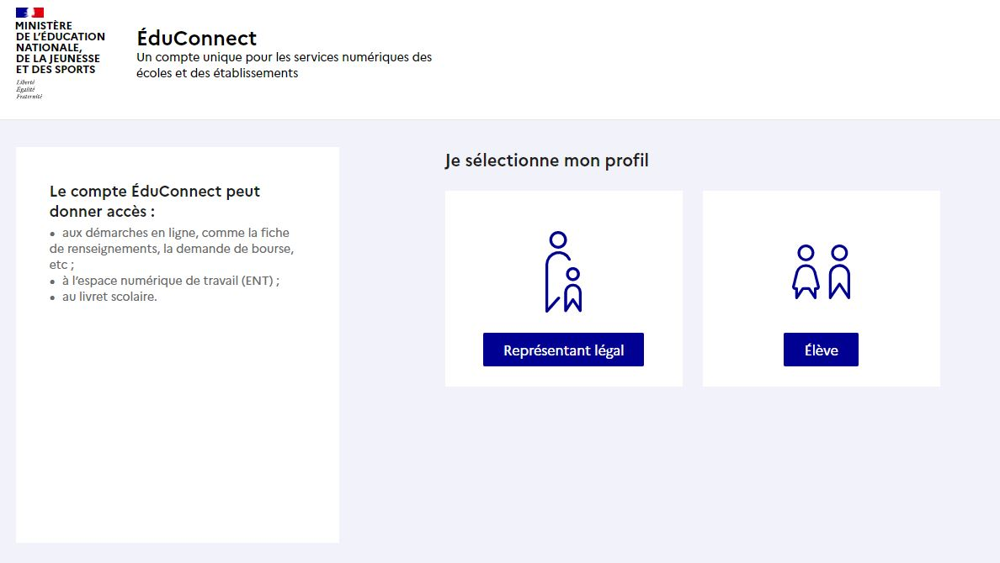 MINISTÈRE
DE L'ÉDUCATION
NATIONALE,
DE LA JEUNESSE
ET DES SPORTS
Liberté
Égalité
Fraternité
ÉduConnect
Un compte unique pour les services numériques des
écoles et des établissements
Le compte ÉduConnect peut
donner accès :
• aux démarches en ligne, comme la fiche
de renseignements, la demande de bourse,
etc ;
• à l'espace numérique de travail (ENT) ;
• au livret scolaire.
Je sélectionne mon profil
Représentant légal
Élève